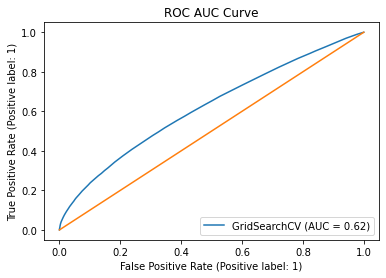 ROC AUC Curve
True Positive Rate (Positive label: 1)
1.0
0.8
0.6
0.4
0.2
0.0
GridSearchCV (AUC = 0.62)
0.0 0.2 0.4 0.6 0.8 1.0
False Positive Rate (Positive label: 1)